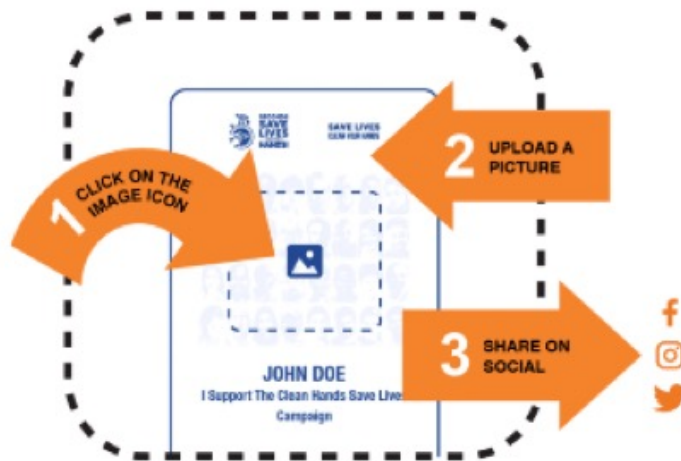 SAVE LIVES
SAVE
LIVES
HANDS
1 CLICK ON THE
IMAGE ICON
2 UPLOAD A
PICTURE
3 SHARE ON
SOCIAL
JOHN DOE
I Support The Clean Hands Save Lives
Campaign